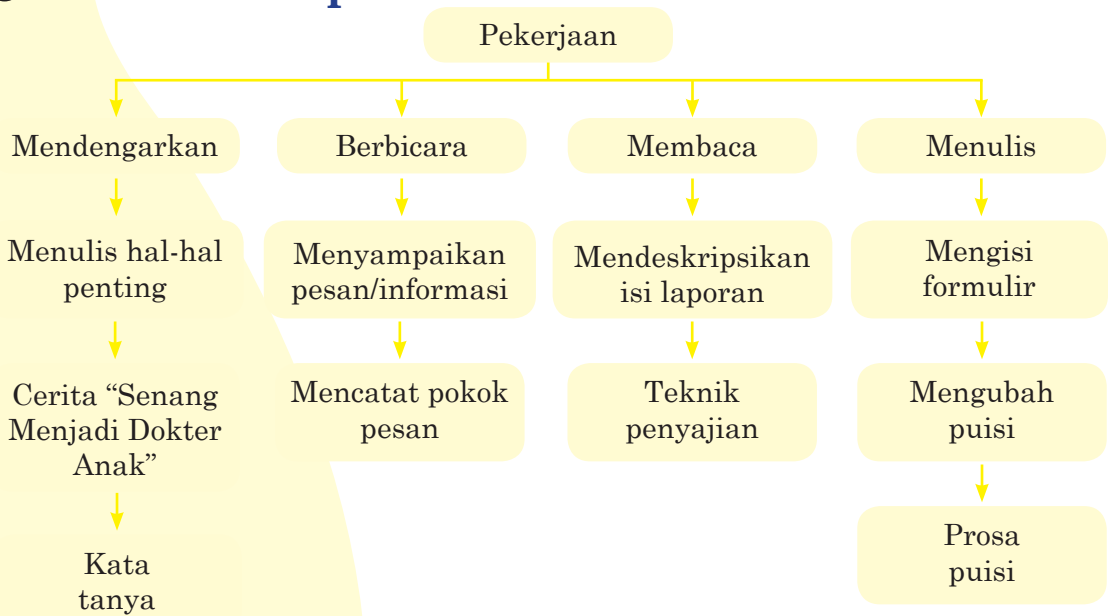 Pekerjaan
Mendengarkan
Berbicara
Membaca
Menulis
Menulis hal-hal
penting
Menyampaikan
pesan/informasi
Mendeskripsikan
isi laporan
Mengisi
formulir
Cerita “Senang
Menjadi Dokter
Anak”
Mencatat pokok
pesan
Teknik
penyajian
Mengubah
puisi
Kata
tanya
Prosa
puisi